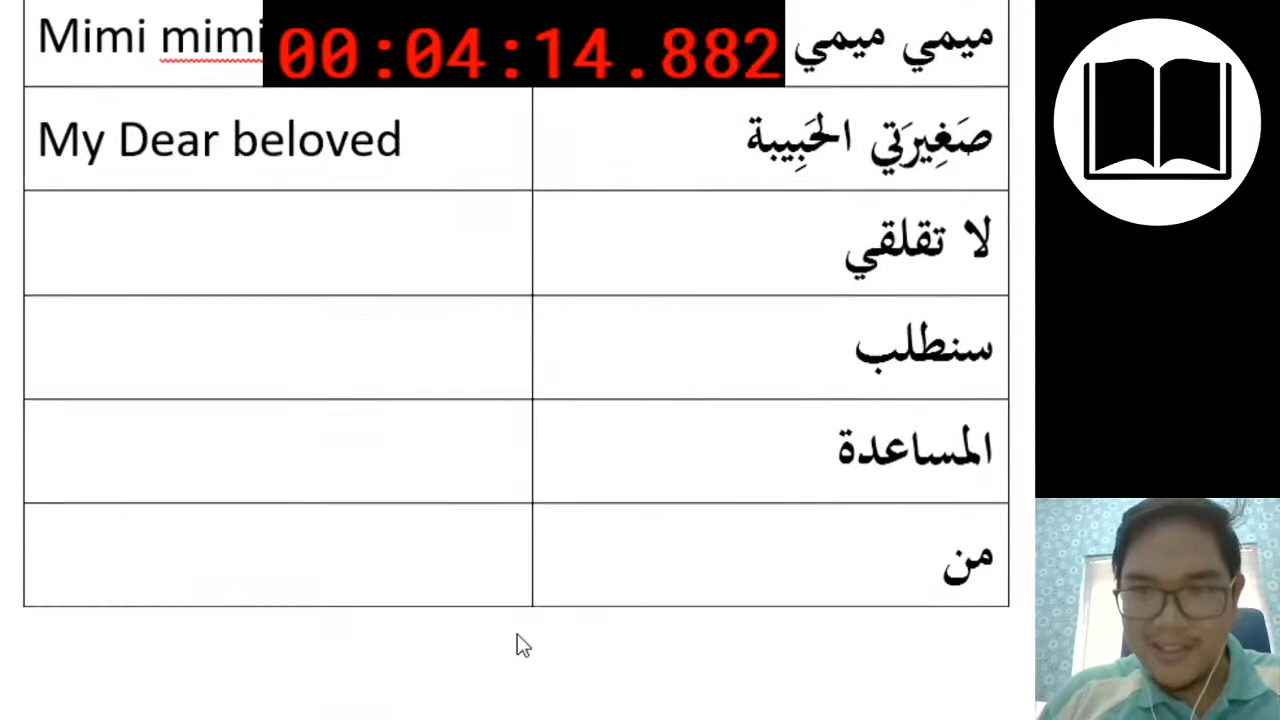 Mimi mimi
00:04:14.882
ميمي ميمي
My Dear beloved
صَغِيرَتي الحَبِيبة
لا تقلقي
سنطلب
المساعدة
من